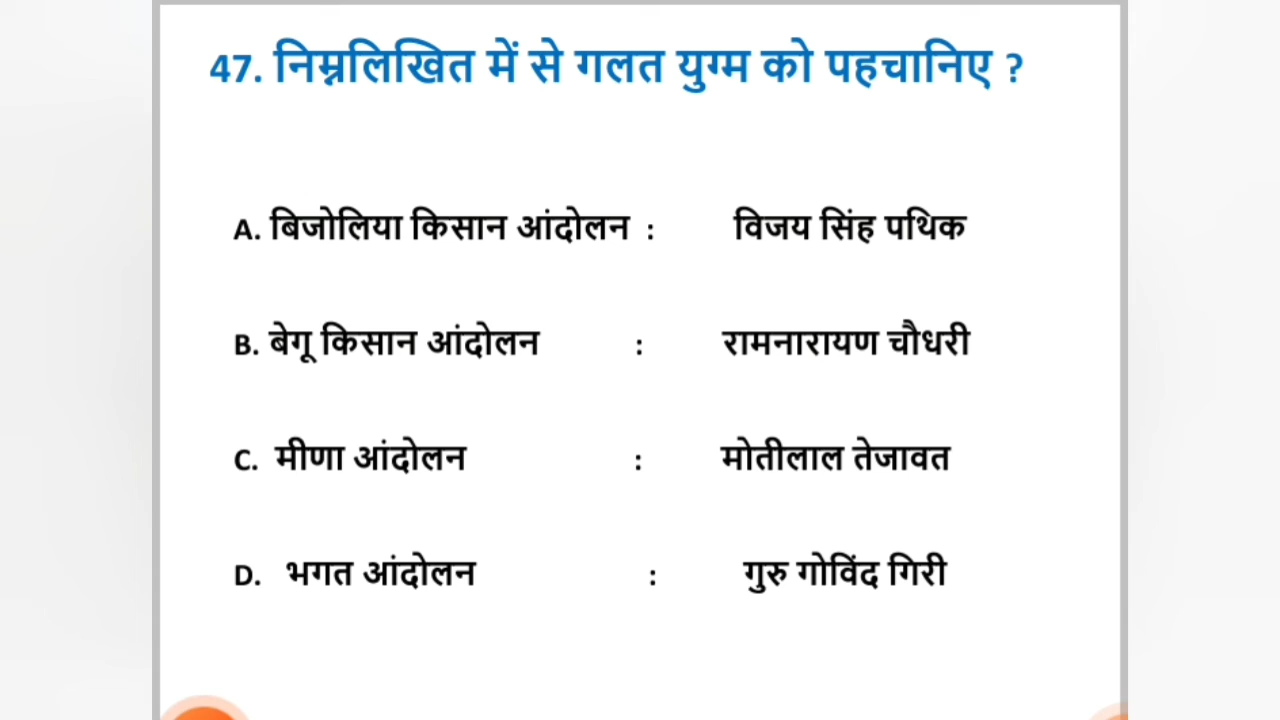 47. निम्नलिखित में से गलत युग्म को पहचानिए ?
A. बिजोलिया किसान आंदोलन : विजय सिंह पथिक
B. बेगू किसान आंदोलन : रामनारायण चौधरी
C. मीणा आंदोलन : मोतीलाल तेजावत
D. भगत आंदोलन : गुरु गोविंद गिरी